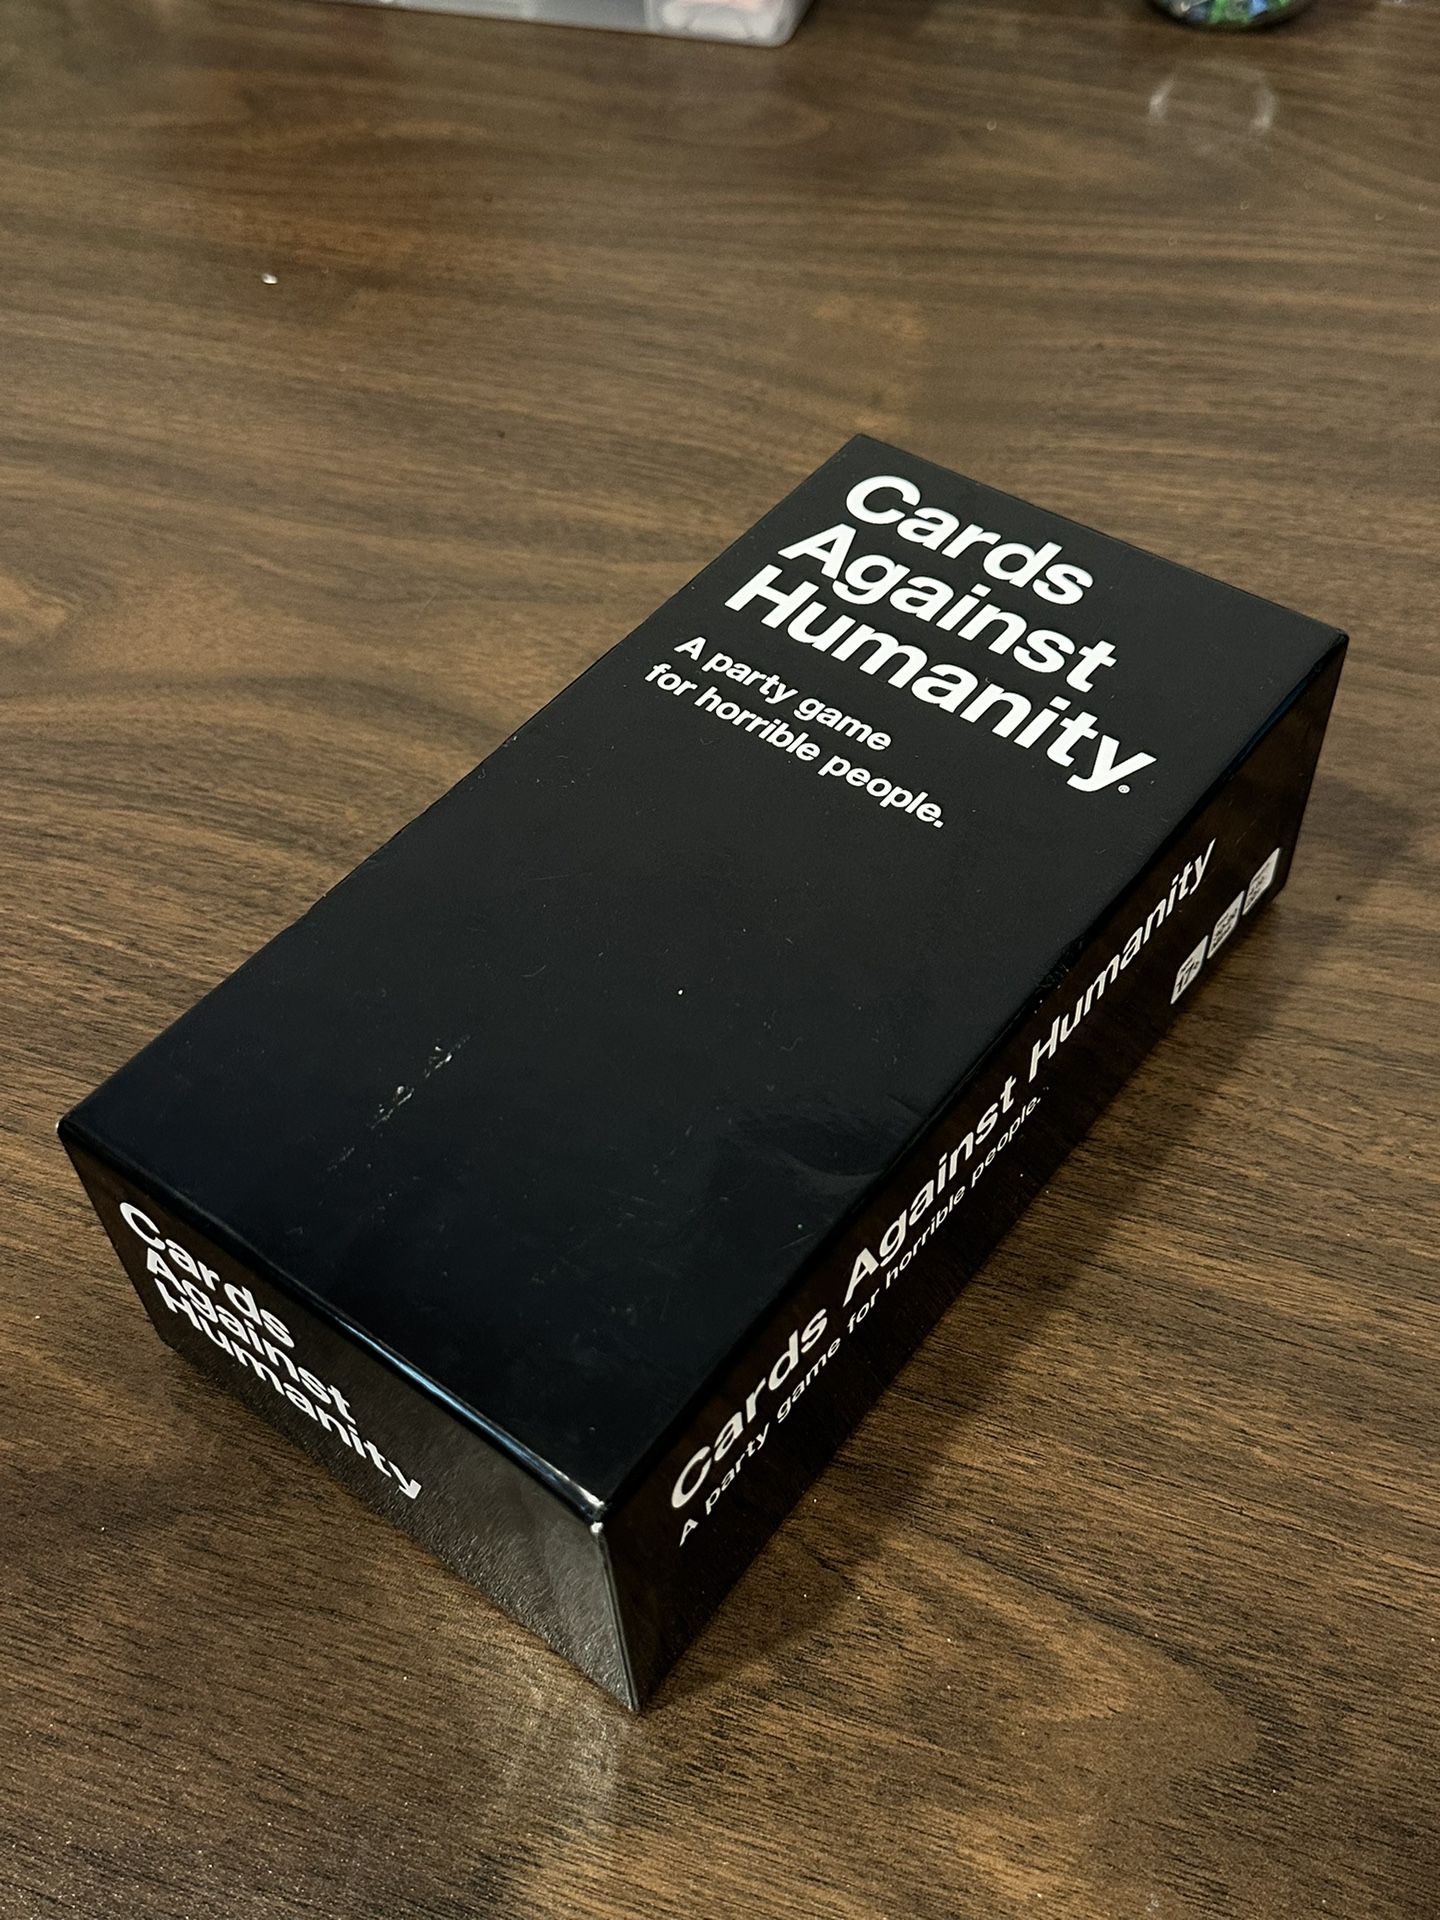 Cards
Against
Humanity®
A party game
for horrible people.
Cards
Against
Humanity
Cards Against Humanity
A party game for horrible people.
17+